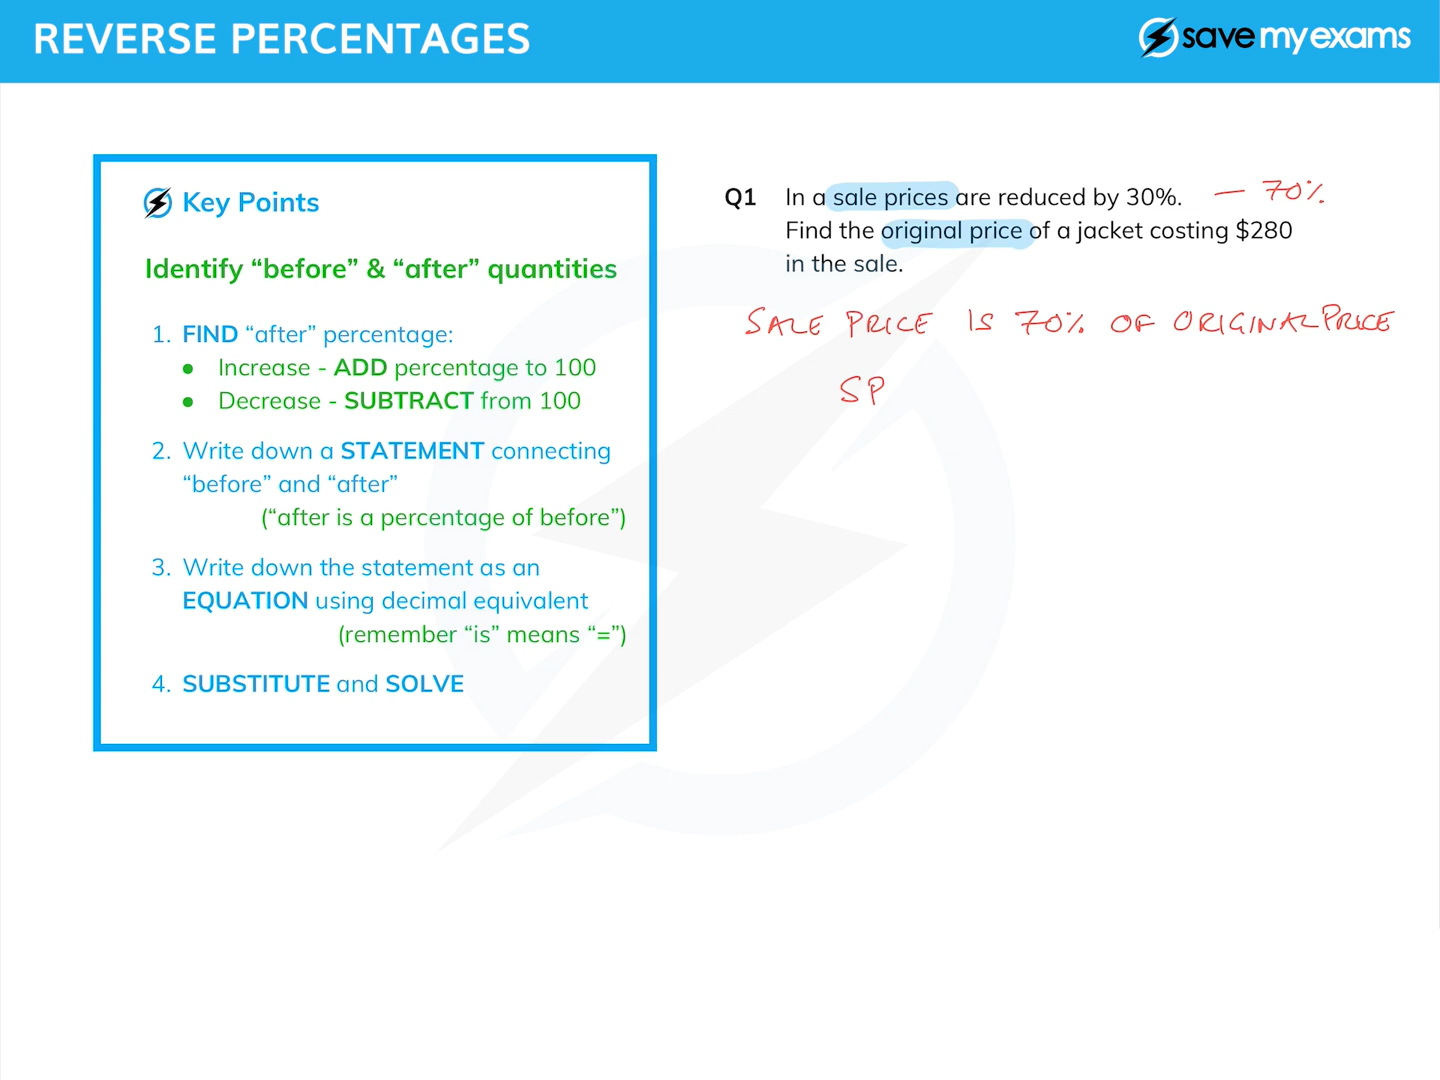 REVERSE PERCENTAGES
save my exams
Key Points
Identify “before” & “after” quantities
1. FIND “after” percentage:
● Increase - ADD percentage to 100
● Decrease - SUBTRACT from 100
2. Write down a STATEMENT connecting
“before” and “after”
(“after is a percentage of before”)
3. Write down the statement as an
EQUATION using decimal equivalent
(remember “is” means “=”)
4. SUBSTITUTE and SOLVE
Q1 In a sale prices are reduced by 30%. — 70%
Find the original price of a jacket costing $280
in the sale.
SALE PRICE IS 70% OF ORIGINAL PRICE
SP